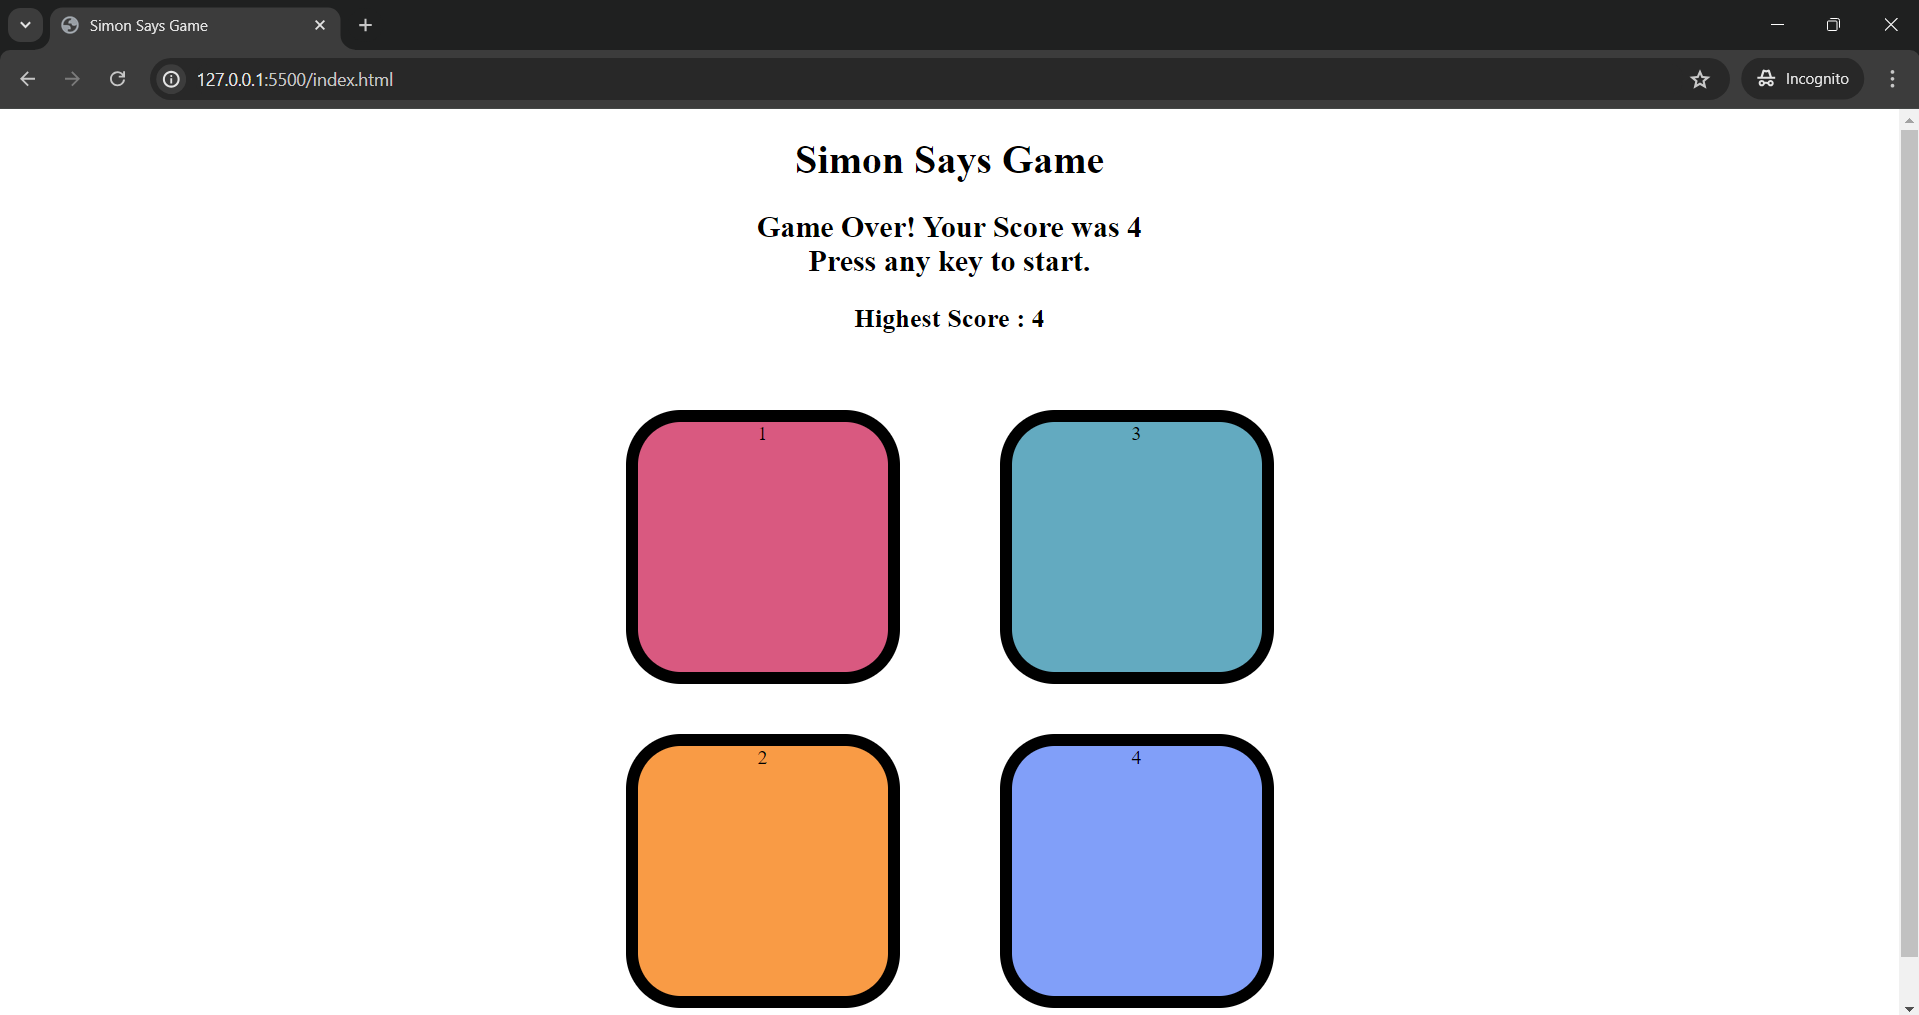 Simon Says Game
127.0.0.1:5500/index.html
Incognito
Simon Says Game
Game Over! Your Score was 4
Press any key to start.
Highest Score : 4
1
3
2
4